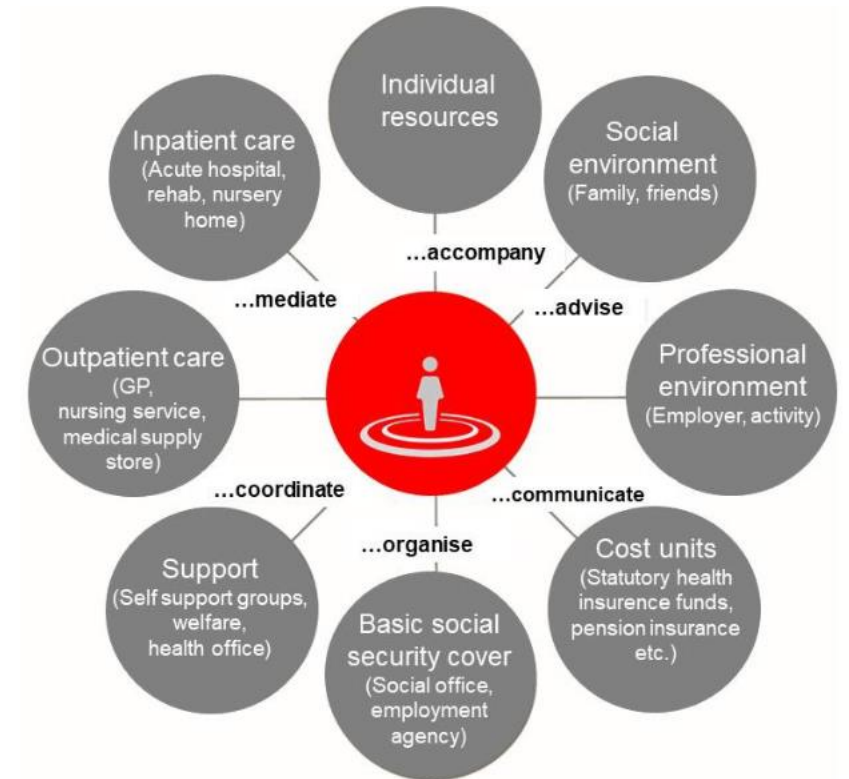 Individual
resources
Social
environment
(Family, friends)
Professional
environment
(Employer, activity)
Cost units
(Statutory health
insurence funds,
pension insurance
etc.)
Basic social
security cover
(Social office,
employment
agency)
Support
(Self support groups,
welfare,
health office)
Outpatient care
(GP,
nursing service,
medical supply
store)
Inpatient care
(Acute hospital,
rehab, nursery
home)
...accompany
...advise
...communicate
...organise
...coordinate
...mediate